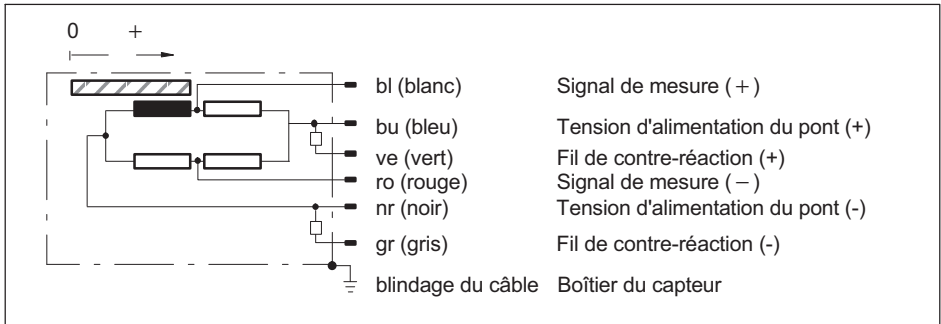 0 +
bl (blanc) Signal de mesure (+)
bu (bleu) Tension d'alimentation du pont (+)
ve (vert) Fil de contre-réaction (+)
ro (rouge) Signal de mesure (−)
nr (noir) Tension d'alimentation du pont (-)
gr (gris) Fil de contre-réaction (-)
blindage du câble Boîtier du capteur